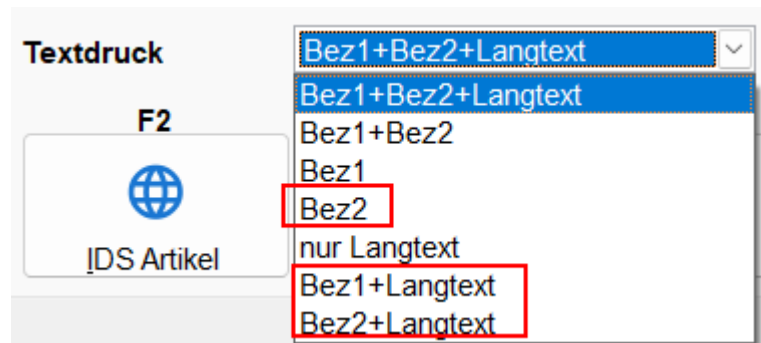 Textdruck
Bez1+Bez2+Langtext
Bez1+Bez2+Langtext
F2
Bez1+Bez2
Bez1
Bez2
IDS Artikel
nur Langtext
Bez1+Langtext
Bez2+Langtext